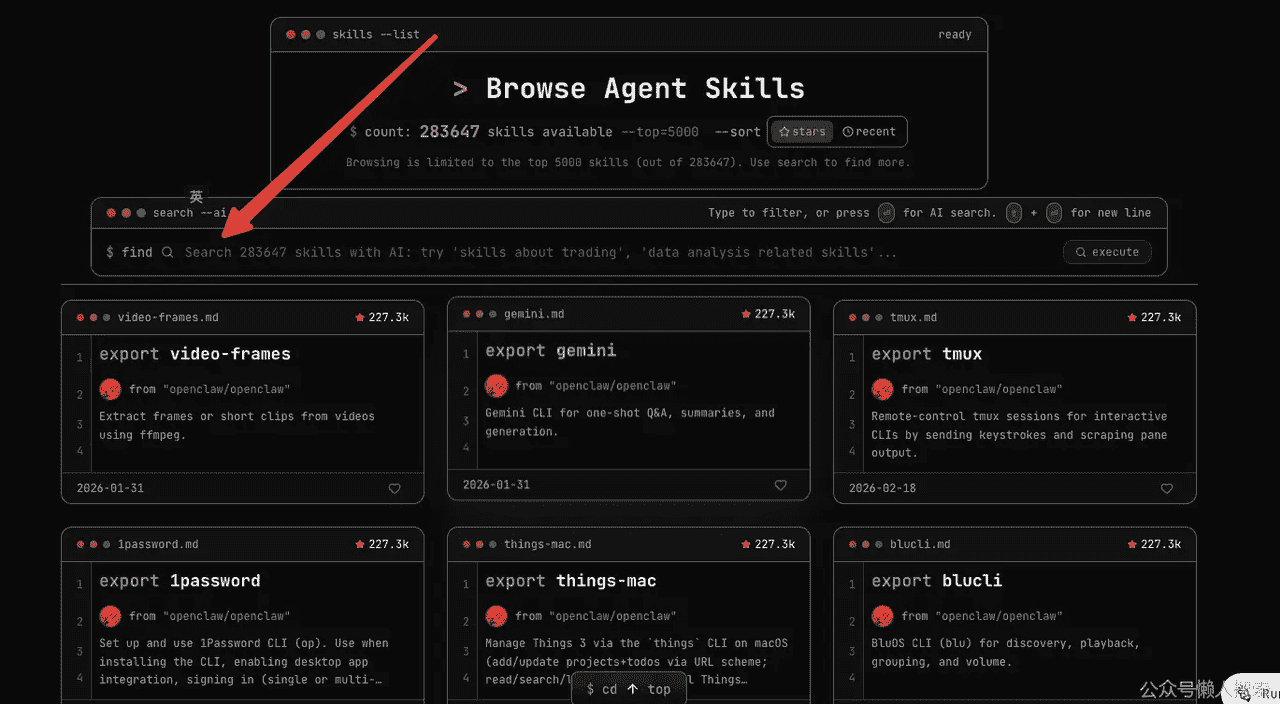 skills --list
ready
> Browse Agent Skills
$ count: 283647 skills available --top=5000 --sort stars recent
Browsing is limited to the top 5000 skills (out of 283647). Use search to find more.
英
search --ai
Type to filter, or press for AI search. + for new line
$ find Search 283647 skills with AI: try 'skills about trading', 'data analysis related skills'...
execute
video-frames.md 227.3k
1 export video-frames
2 from "openclaw/openclaw"
3 Extract frames or short clips from videos
using ffmpeg.
4
2026-01-31
gemini.md 227.3k
1 export gemini
2 from "openclaw/openclaw"
3 Gemini CLI for one-shot Q&A, summaries, and
generation.
4
2026-01-31
tmux.md 227.3k
1 export tmux
2 from "openclaw/openclaw"
3 Remote-control tmux sessions for interactive
CLIs by sending keystrokes and scraping pane
4 output.
2026-02-18
1password.md 227.3k
1 export 1password
2 from "openclaw/openclaw"
3 Set up and use 1Password CLI (op). Use when
installing the CLI, enabling desktop app
4 integration, signing in (single or multi-…
things-mac.md 227.3k
1 export things-mac
2 from "openclaw/openclaw"
3 Manage Things 3 via the `things` CLI on macOS
(add/update projects+todos via URL scheme;
4 read/search/ Things…
blucli.md 227.3k
1 export blucli
2 from "openclaw/openclaw"
3 BluOS CLI (blu) for discovery, playback,
grouping, and volume.
4
$ cd ↑ top
公众号懒人